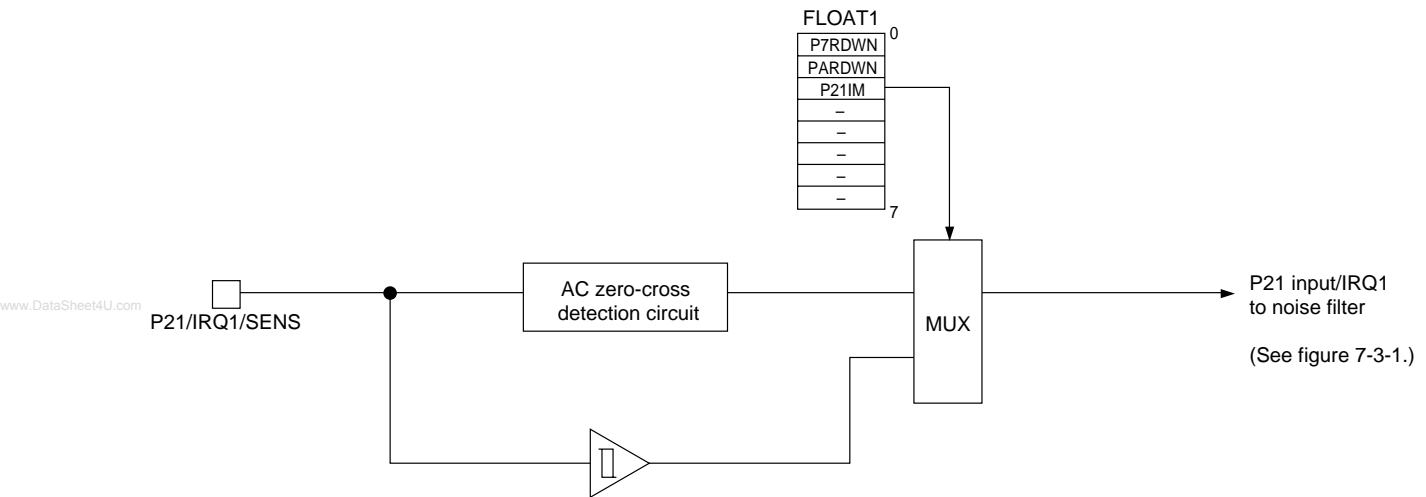 FLOAT1
0
P7RDWN
PARDWN
P21IM
–
–
–
–
–
7
www.DataSheet4U.com
P21/IRQ1/SENS
AC zero-cross
detection circuit
MUX
P21 input/IRQ1
to noise filter
(See figure 7-3-1.)